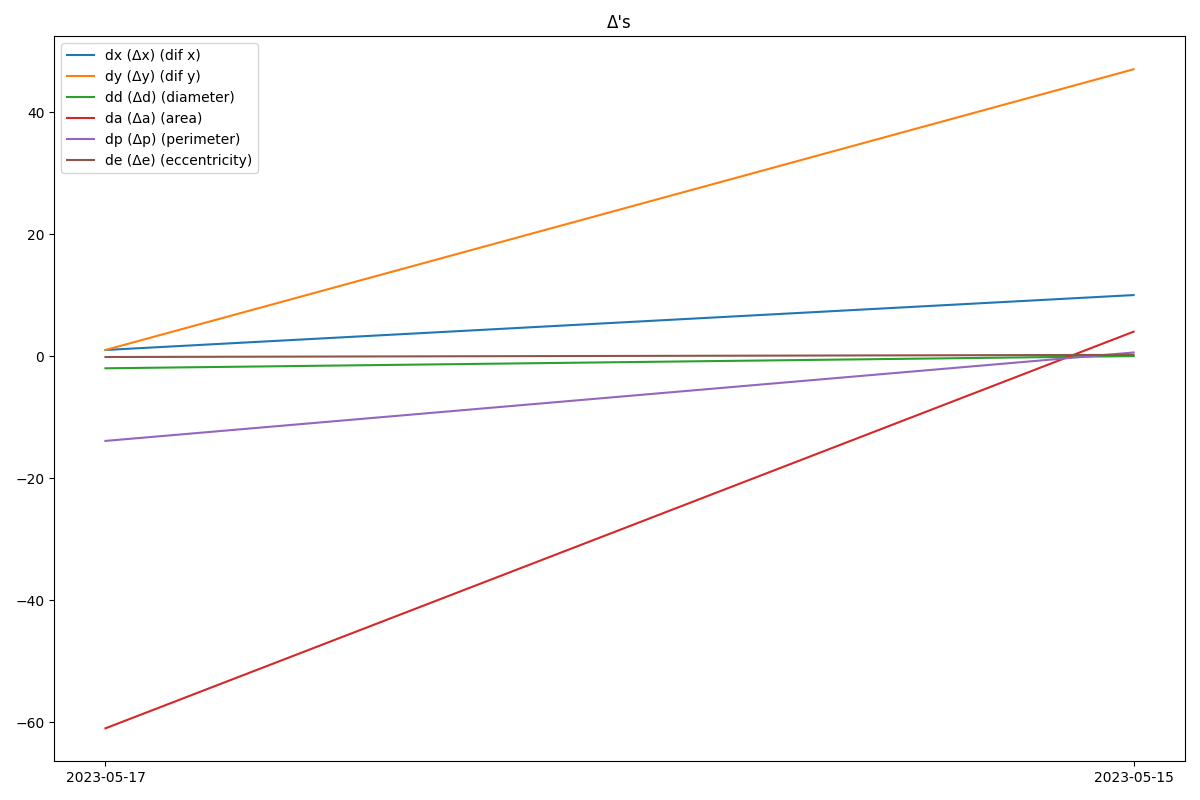 Δ's
dx (Δx) (dif x)
dy (Δy) (dif y)
dd (Δd) (diameter)
da (Δa) (area)
dp (Δp) (perimeter)
de (Δe) (eccentricity)
40
20
0
−20
−40
−60
2023-05-17 2023-05-15